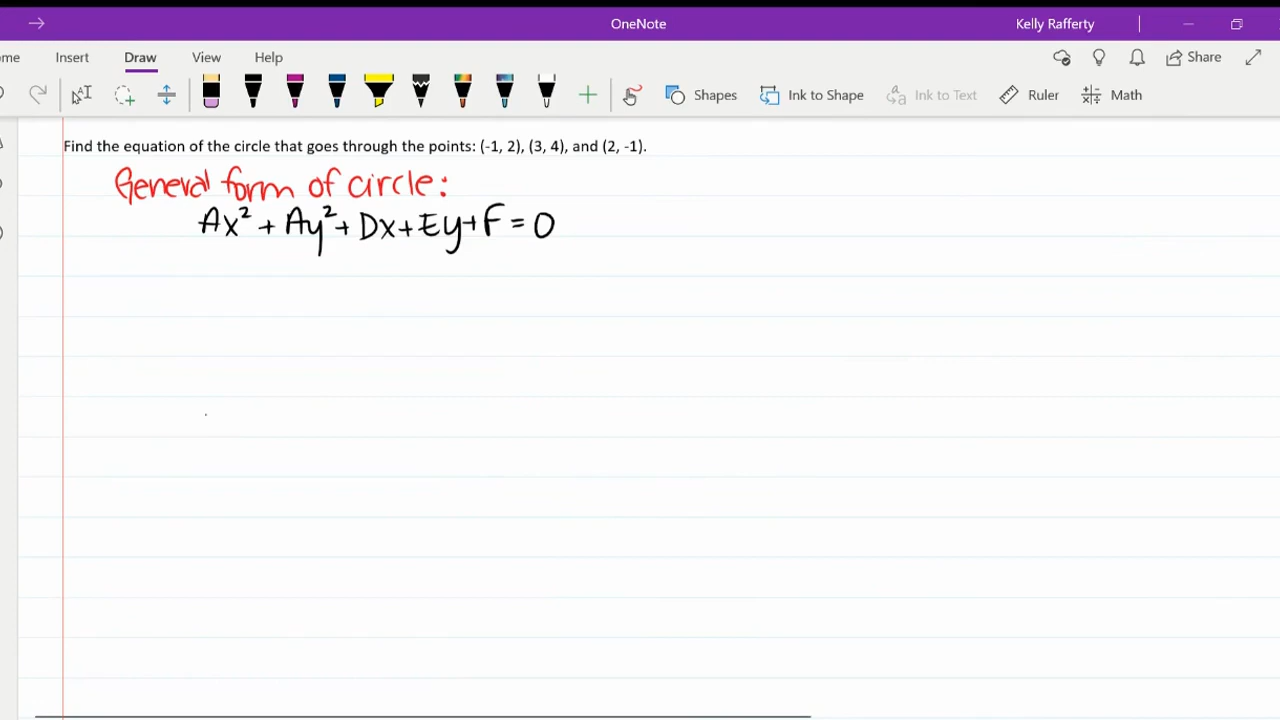 OneNote
Kelly Rafferty
Insert Draw View Help
Share
Shapes Ink to Shape Ink to Text Ruler Math
Find the equation of the circle that goes through the points: (-1, 2), (3, 4), and (2, -1).
General form of circle:
Ax² + Ay² + Dx + Ey + F = 0